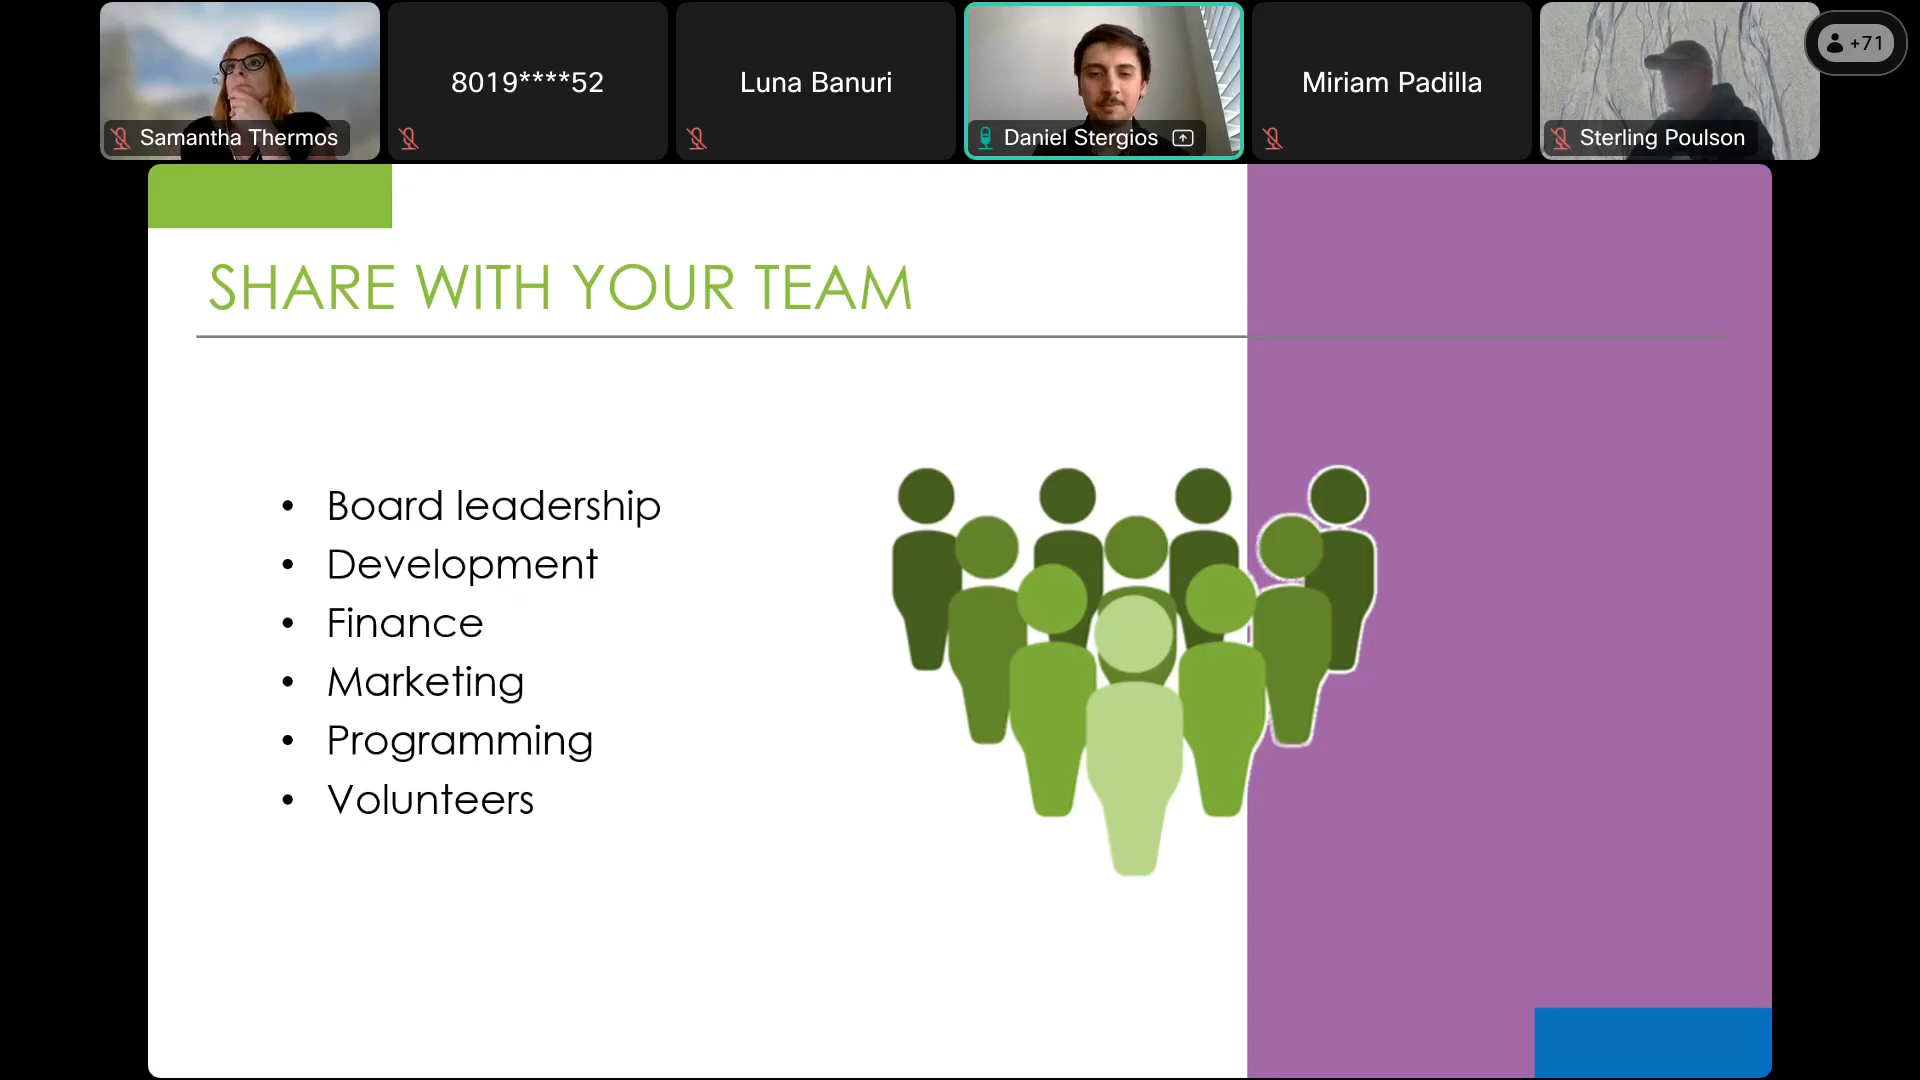 Samantha Thermos
8019****52
Luna Banuri
Daniel Stergios
Miriam Padilla
Sterling Poulson
+71
SHARE WITH YOUR TEAM
• Board leadership
• Development
• Finance
• Marketing
• Programming
• Volunteers